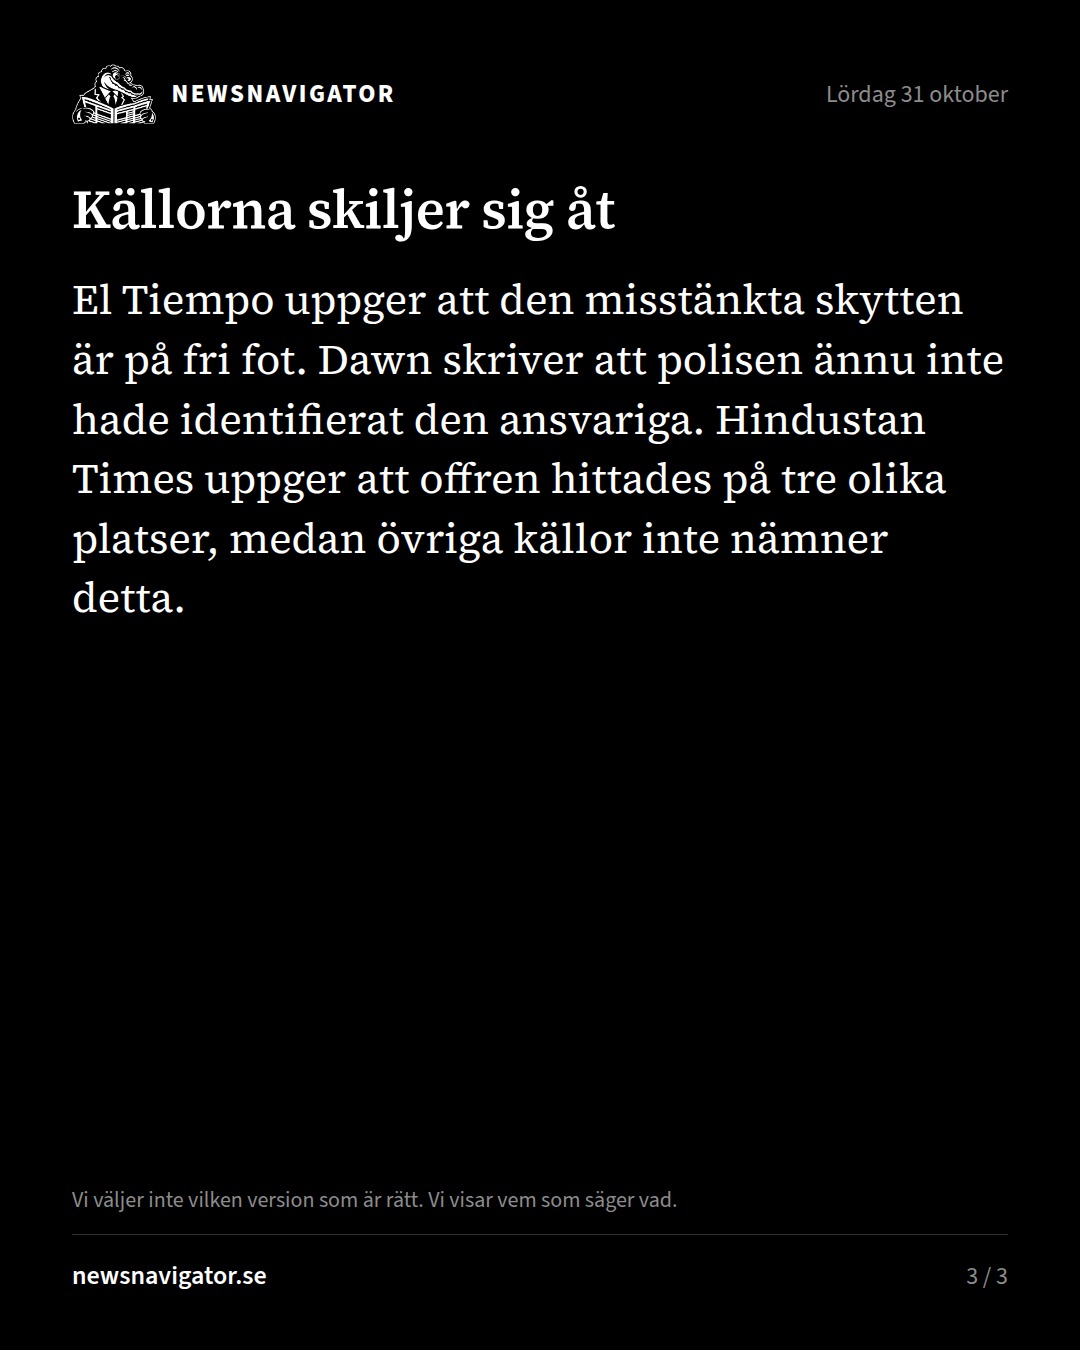 NEWSNAVIGATOR
Lördag 31 oktober
Källorna skiljer sig åt
El Tiempo uppger att den misstänkta skytten
är på fri fot. Dawn skriver att polisen ännu inte
hade identifierat den ansvariga. Hindustan
Times uppger att offren hittades på tre olika
platser, medan övriga källor inte nämner
detta.
Vi väljer inte vilken version som är rätt. Vi visar vem som säger vad.
newsnavigator.se
3 / 3